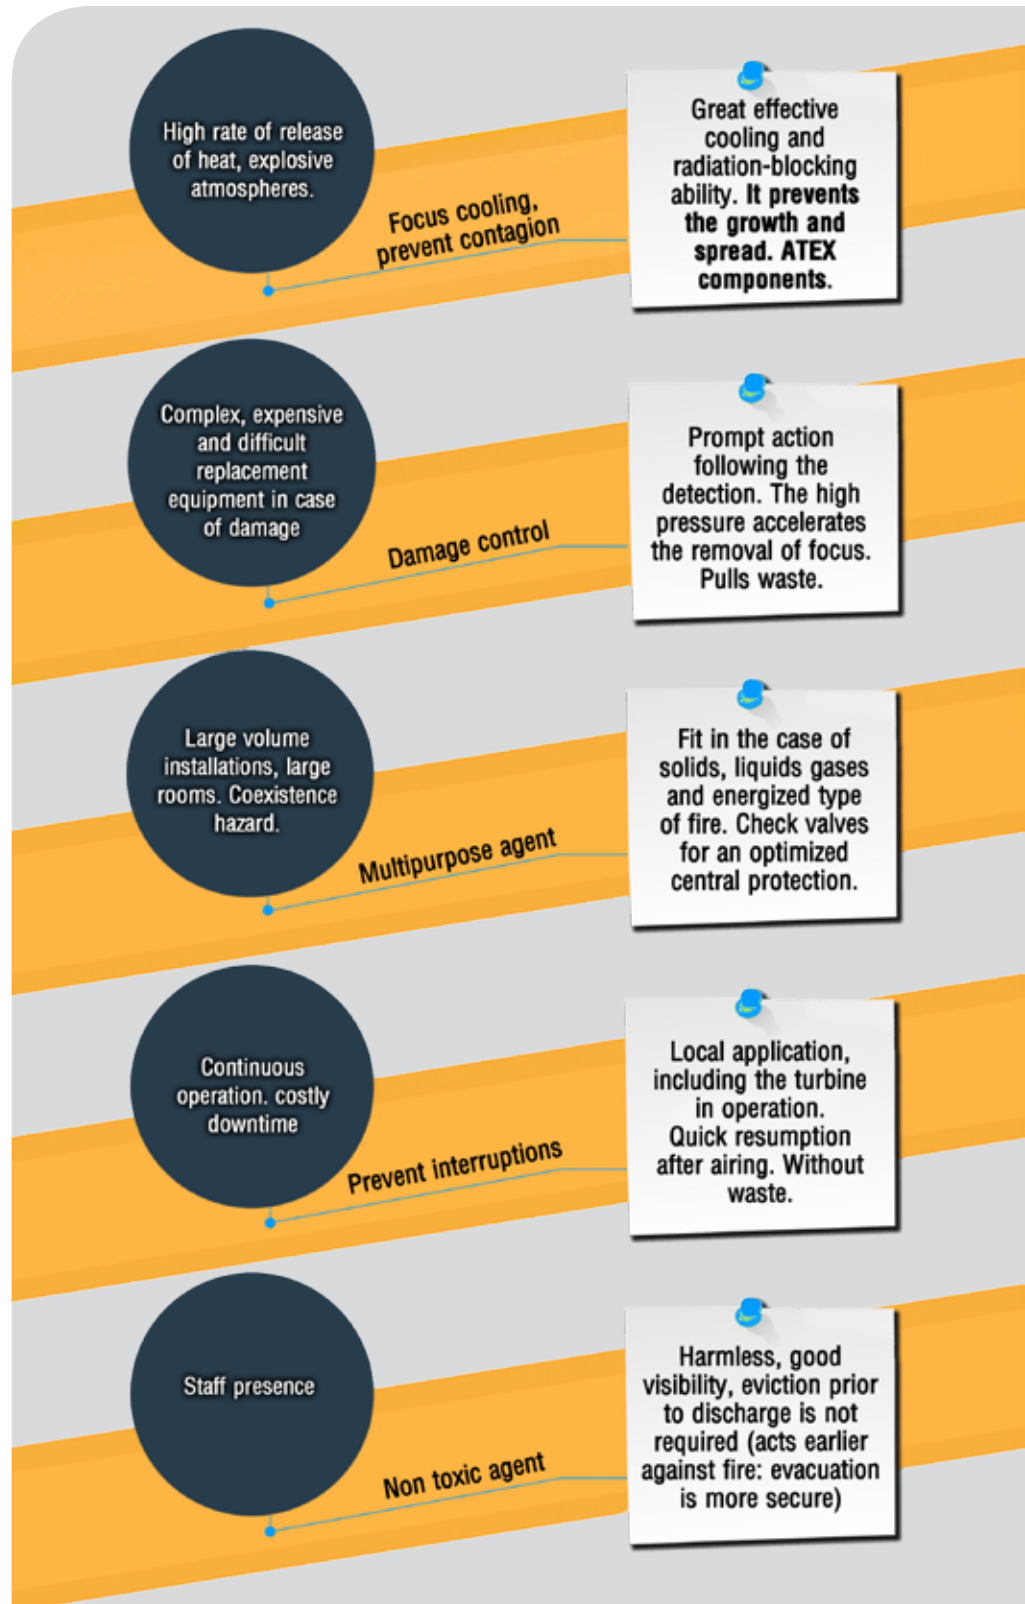 High rate of release
of heat, explosive
atmospheres.
Focus cooling,
prevent contagion
Great effective
cooling and
radiation-blocking
ability. It prevents
the growth and
spread. ATEX
components.
Complex, expensive
and difficult
replacement
equipment in case
of damage
Damage control
Prompt action
following the
detection. The high
pressure accelerates
the removal of focus.
Pulls waste.
Large volume
installations, large
rooms. Coexistence
hazard.
Multipurpose agent
Fit in the case of
solids, liquids gases
and energized type
of fire. Check valves
for an optimized
central protection.
Continuous
operation. costly
downtime
Prevent interruptions
Local application,
including the turbine
in operation.
Quick resumption
after airing. Without
waste.
Staff presence
Non toxic agent
Harmless, good
visibility, eviction prior
to discharge is not
required (acts earlier
against fire: evacuation
is more secure)